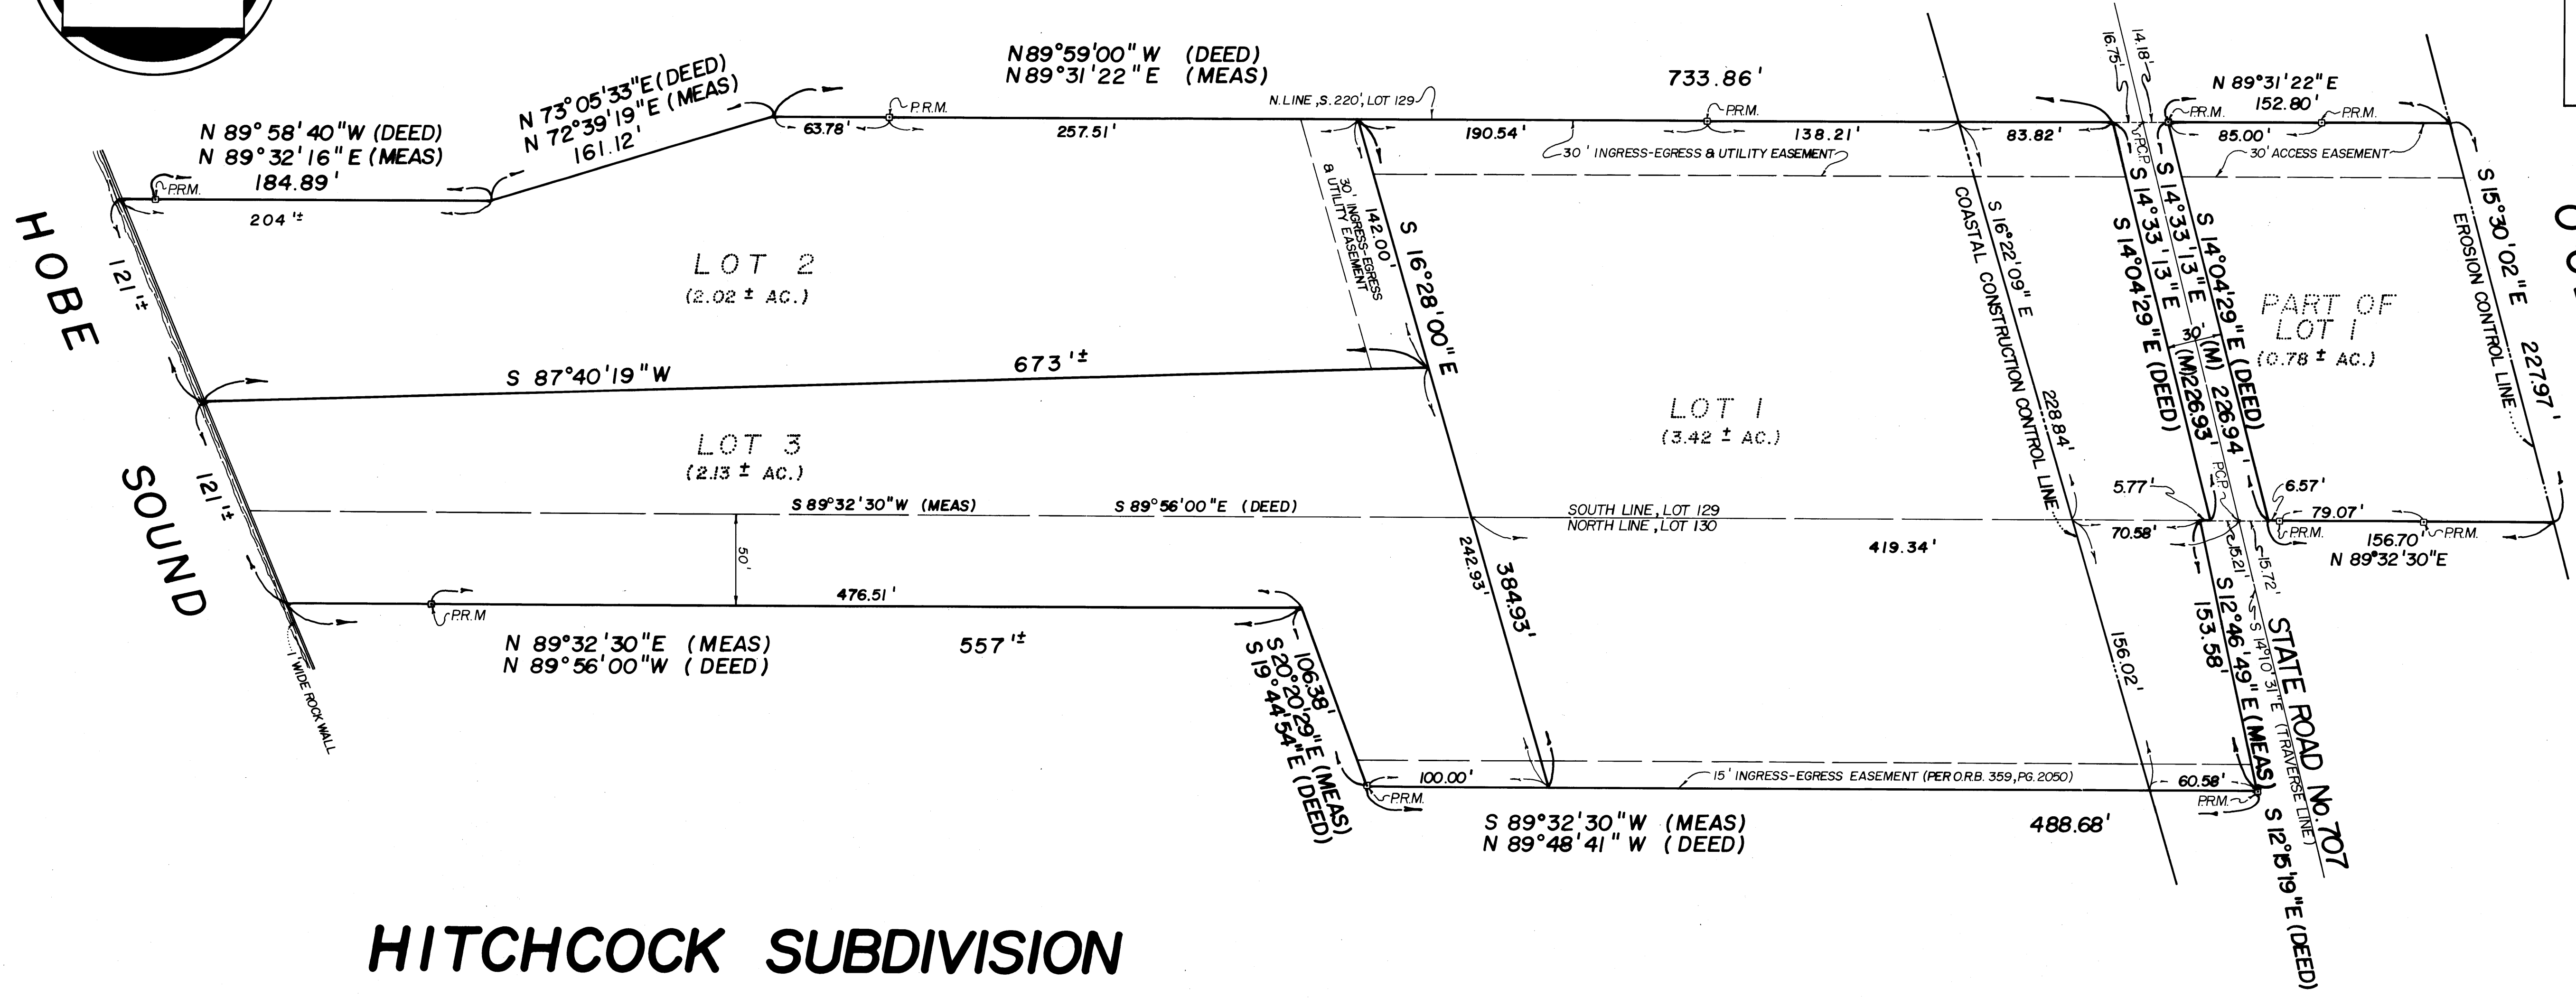 N 89°59'00" W (DEED)
N 89°31'22" E (MEAS)
733.86'
16.75'
14.18'
N 89°31'22" E
152.80'
N 73°05'33" E (DEED)
N 72°39'19" E (MEAS)
161.12'
N 89°58'40" W (DEED)
N 89°32'16" E (MEAS)
184.89'
P.R.M.
204'±
63.78'
P.R.M.
257.51'
N. LINE, S. 220', LOT 129
190.54'
P.R.M.
138.21'
83.82'
P.R.M.
85.00'
P.R.M.
30' INGRESS-EGRESS & UTILITY EASEMENT
30' ACCESS EASEMENT
P.C.P.
HOBE
SOUND
121'±
121'±
LOT 2
(2.02 ± AC.)
30' INGRESS-EGRESS
& UTILITY EASEMENT
142.00'
S 16°28'00" E
COASTAL CONSTRUCTION CONTROL LINE
S 16°22'09" E
228.84'
S 14°04'29" E (DEED)
S 14°33'13" E
(M) 226.93'
30'
S 14°33'13" E
(M) 226.94'
S 14°04'29" E (DEED)
PART OF
LOT 1
(0.78 ± AC.)
EROSION CONTROL LINE
S 15°30'02" E 227.97'
S 87°40'19" W
673'±
LOT 3
(2.13 ± AC.)
LOT 1
(3.42 ± AC.)
S 89°32'30" W (MEAS)
S 89°56'00" E (DEED)
SOUTH LINE, LOT 129
NORTH LINE, LOT 130
5.77'
P.C.P.
6.57'
70.58'
15.21'
15.72'
P.R.M.
79.07'
P.R.M.
156.70'
N 89°32'30" E
50'
242.93'
384.93'
419.34'
476.51'
P.R.M
N 89°32'30" E (MEAS)
N 89°56'00" W (DEED)
557'±
1' WIDE ROCK WALL
106.38'
S 20°20'29" E (MEAS)
S 19°44'54" E (DEED)
156.02'
153.58'
S 12°46'49" E (MEAS) S 12°15'19" E (DEED)
S 14°10'31" E (TRAVERSE LINE)
STATE ROAD No. 707
100.00'
P.R.M.
15' INGRESS-EGRESS EASEMENT (PER O.R.B. 359, PG. 2050)
60.58'
P.R.M.
S 89°32'30" W (MEAS)
N 89°48'41" W (DEED)
488.68'
HITCHCOCK SUBDIVISION